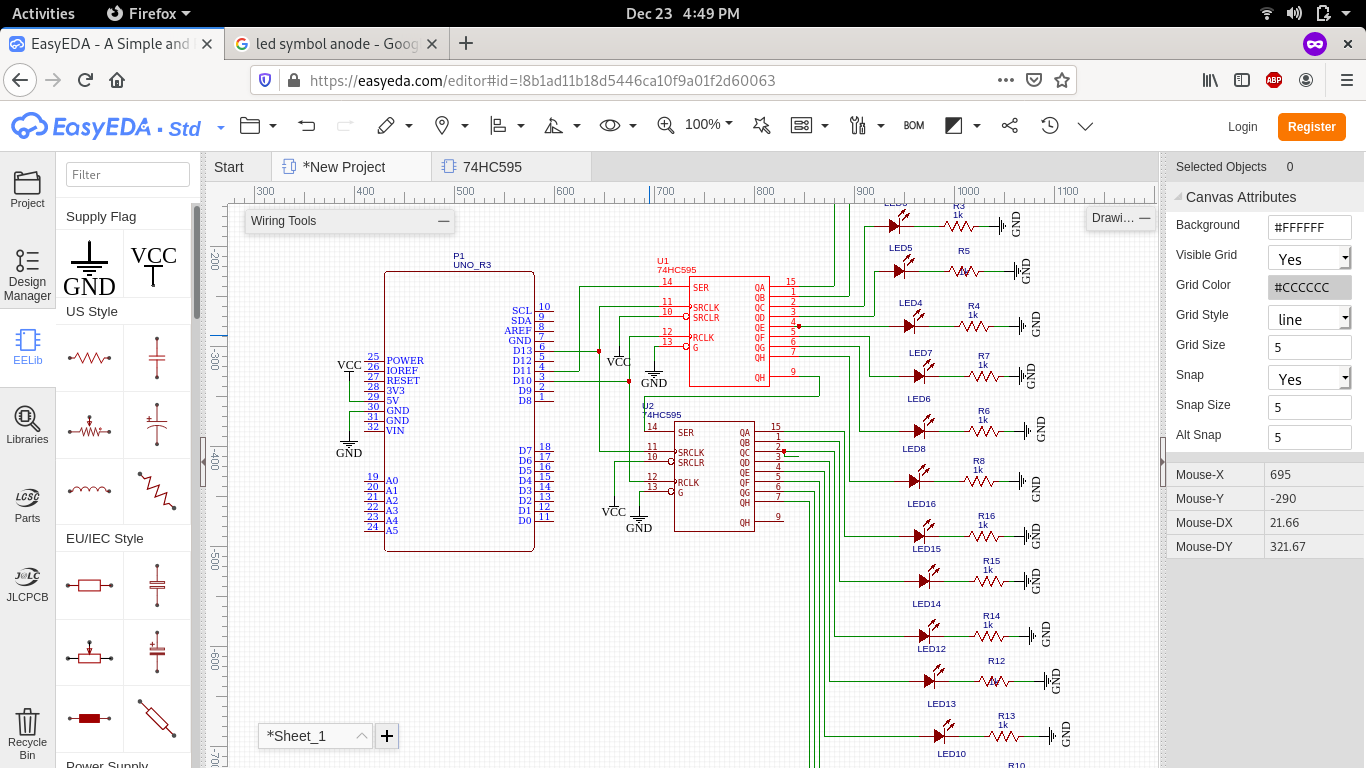 Activities Firefox Dec 23 4:49 PM
EasyEDA - A Simple and
led symbol anode - Goog
https://easyeda.com/editor#id=!8b1ad11b18d5446ca10f9a01f2d60063
ABP
EasyEDA • Std
100%
BOM
Login
Register
Start
*New Project
74HC595
Selected Objects 0
Project
Design
Manager
EELib
Libraries
LCSC
Parts
J@LC
JLCPCB
Recycle
Bin
Filter
Supply Flag
GND
VCC
US Style
EU/IEC Style
Power Supply
300 400 500 600 700 800 900 1000 1100
-200
-300
-400
-500
-600
-700
Wiring Tools
Drawi...
P1
UNO_R3
SCL 10
SDA 9
AREF 8
GND 7
D13 6
D12 5
D11 4
D10 3
D9 2
D8 1
25 POWER
26 IOREF
27 RESET
28 3V3
29 5V
30 GND
31 GND
32 VIN
VCC
GND
D7 18
D6 17
D5 16
D4 15
D3 14
D2 13
D1 12
D0 11
19 A0
20 A1
21 A2
22 A3
23 A4
24 A5
U1
74HC595
14 SER
11 SRCLK
10 SRCLR
12 RCLK
13 G
QA 15
QB 1
QC 2
QD 3
QE 4
QF 5
QG 6
QH 7
QH 9
VCC
GND
U2
74HC595
14 SER
11 SRCLK
10 SRCLR
12 RCLK
13 G
QA 15
QB 1
QC 2
QD 3
QE 4
QF 5
QG 6
QH 7
QH 9
VCC
GND
R3
1k
GND
LED5
R5
GND
LED4
R4
1k
GND
LED7
R7
1k
GND
LED6
R6
1k
GND
LED8
R8
1k
GND
LED16
R16
1k
GND
LED15
R15
1k
GND
LED14
R14
1k
GND
LED12
R12
GND
LED13
R13
1k
GND
LED10
R10
*Sheet_1
Canvas Attributes
Background #FFFFFF
Visible Grid Yes
Grid Color #CCCCCC
Grid Style line
Grid Size 5
Snap Yes
Snap Size 5
Alt Snap 5
Mouse-X 695
Mouse-Y -290
Mouse-DX 21.66
Mouse-DY 321.67